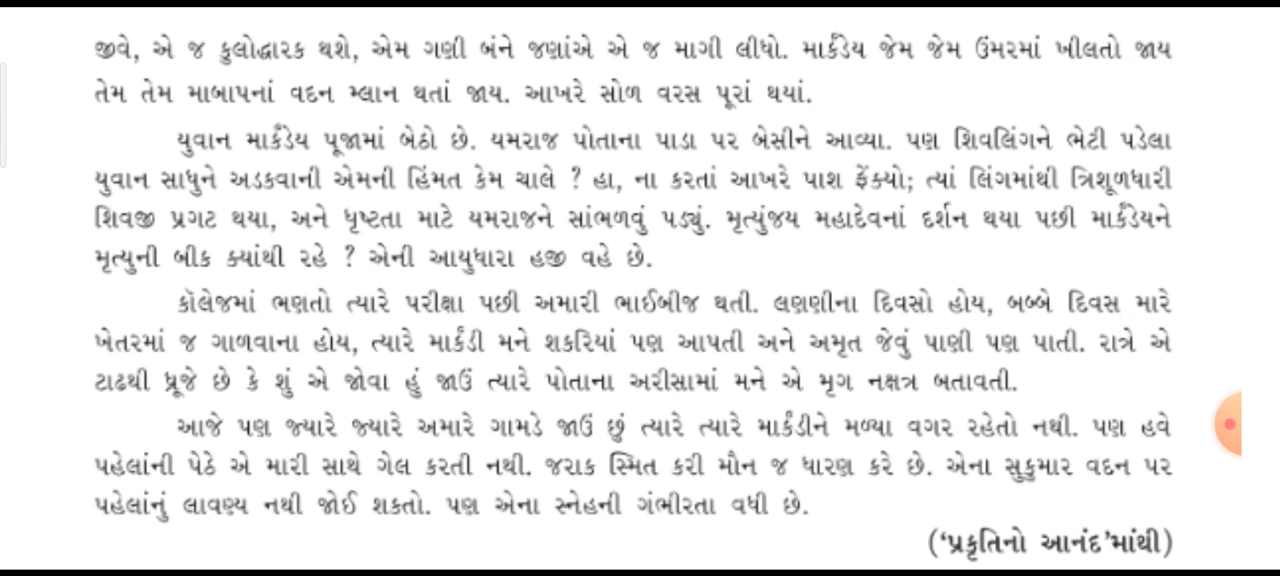 જીવે, એ જ કુલોદ્ધારક થશે, એમ ગણી બંને જણાંએ એ જ માગી લીધો. માર્કંડેય જેમ જેમ ઉંમરમાં ખીલતો જાય
તેમ તેમ માબાપનાં વદન મ્લાન થતાં જાય. આખરે સોળ વરસ પૂરાં થયાં.
યુવાન માર્કંડેય પૂજામાં બેઠો છે. યમરાજ પોતાના પાડા પર બેસીને આવ્યા. પણ શિવલિંગને ભેટી પડેલા
યુવાન સાધુને અડકવાની એમની હિંમત કેમ ચાલે ? હા, ના કરતાં આખરે પાશ ફેંક્યો; ત્યાં લિંગમાંથી ત્રિશૂળધારી
શિવજી પ્રગટ થયા, અને ધૃષ્ટતા માટે યમરાજને સાંભળવું પડ્યું. મૃત્યુંજય મહાદેવનાં દર્શન થયા પછી માર્કંડેયને
મૃત્યુની બીક ક્યાંથી રહે ? એની આયુધારા હજી વહે છે.
કૉલેજમાં ભણતો ત્યારે પરીક્ષા પછી અમારી ભાઈબીજ થતી. લણણીના દિવસો હોય, બબ્બે દિવસ મારે
ખેતરમાં જ ગાળવાના હોય, ત્યારે માર્કંડી મને શકરિયાં પણ આપતી અને અમૃત જેવું પાણી પણ પાતી. રાત્રે એ
ટાઢથી ધ્રૂજે છે કે શું એ જોવા હું જાઉં ત્યારે પોતાના અરીસામાં મને એ મૃગ નક્ષત્ર બતાવતી.
આજે પણ જ્યારે જ્યારે અમારે ગામડે જાઉં છું ત્યારે ત્યારે માર્કંડીને મળ્યા વગર રહેતો નથી. પણ હવે
પહેલાંની પેઠે એ મારી સાથે ગેલ કરતી નથી. જરાક સ્મિત કરી મૌન જ ધારણ કરે છે. એના સુકુમાર વદન પર
પહેલાંનું લાવણ્ય નથી જોઈ શકતો. પણ એના સ્નેહની ગંભીરતા વધી છે.
(‘પ્રકૃતિનો આનંદ’માંથી)